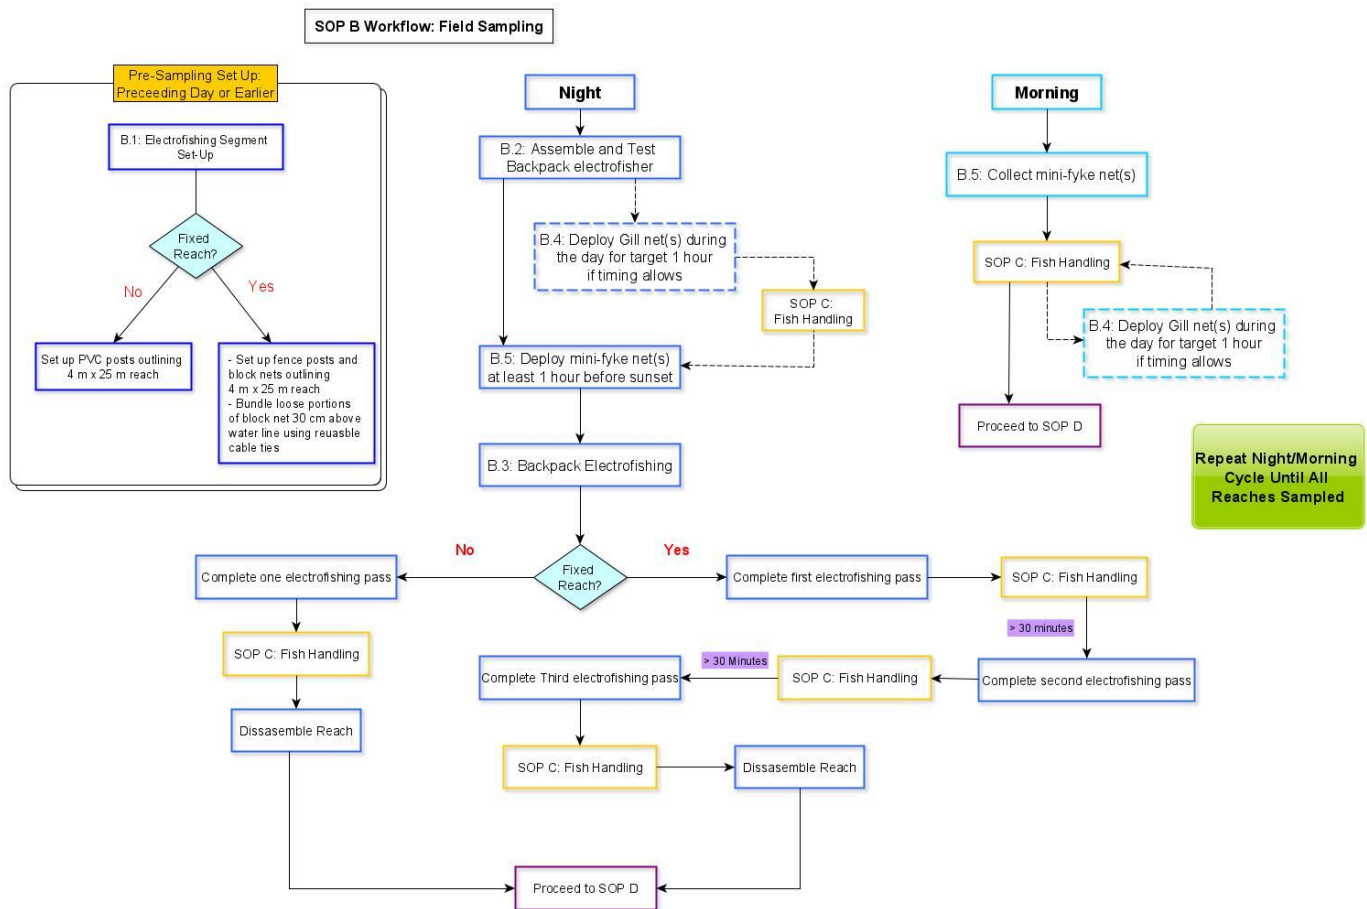 SOP B Workflow: Field Sampling
Pre-Sampling Set Up:
Preceeding Day or Earlier
B.1: Electrofishing Segment
Set-Up
Fixed
Reach?
No
Yes
Set up PVC posts outlining
4 m x 25 m reach
- Set up fence posts and
block nets outlining
4 m x 25 m reach
- Bundle loose portions
of block net 30 cm above
water line using reuasble
cable ties
Night
B.2: Assemble and Test
Backpack electrofisher
B.4: Deploy Gill net(s) during
the day for target 1 hour
if timing allows
SOP C:
Fish Handling
B.5: Deploy mini-fyke net(s)
at least 1 hour before sunset
B.3: Backpack Electrofishing
Fixed
Reach?
No
Yes
Complete one electrofishing pass
SOP C: Fish Handling
Dissasemble Reach
Complete first electrofishing pass
SOP C: Fish Handling
> 30 minutes
Complete second electrofishing pass
SOP C: Fish Handling
> 30 Minutes
Complete Third electrofishing pass
SOP C: Fish Handling
Dissasemble Reach
Proceed to SOP D
Morning
B.5: Collect mini-fyke net(s)
SOP C: Fish Handling
B.4: Deploy Gill net(s) during
the day for target 1 hour
if timing allows
Proceed to SOP D
Repeat Night/Morning
Cycle Until All
Reaches Sampled